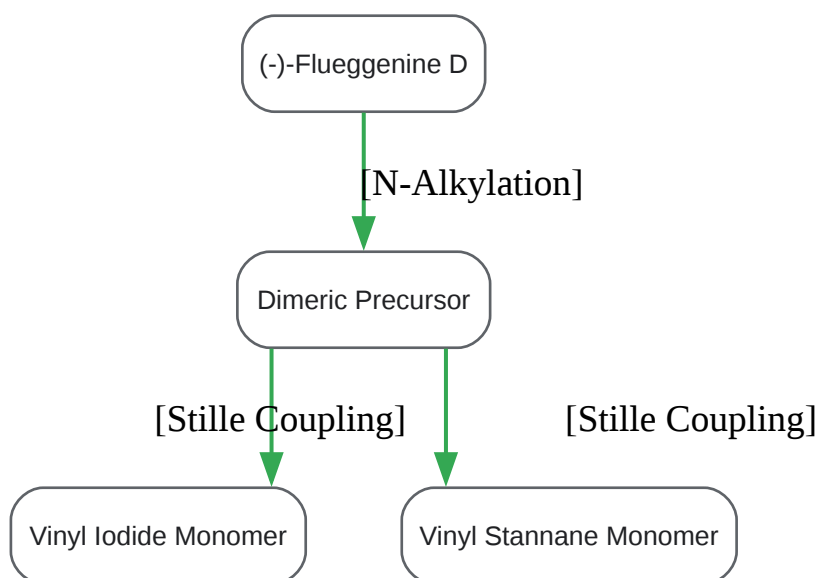 (-)-Flueggenine D
[N-Alkylation]
Dimeric Precursor
[Stille Coupling]
[Stille Coupling]
Vinyl Iodide Monomer
Vinyl Stannane Monomer